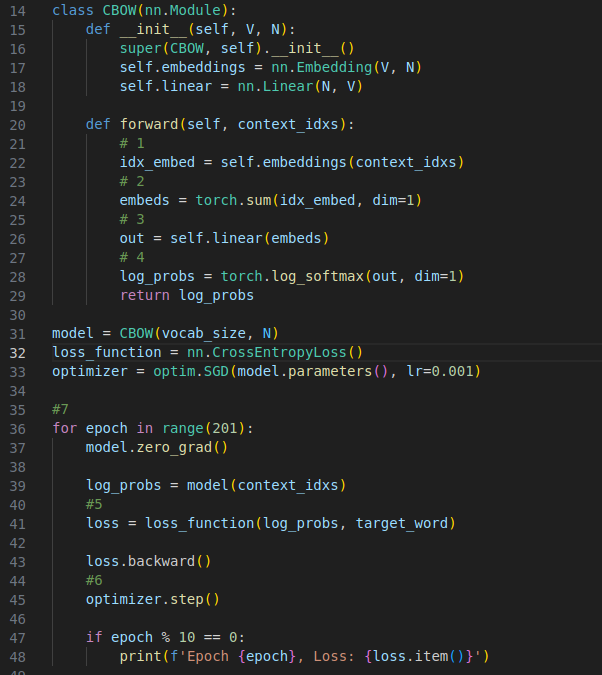 14 class CBOW(nn.Module):
15     def __init__(self, V, N):
16         super(CBOW, self).__init__()
17         self.embeddings = nn.Embedding(V, N)
18         self.linear = nn.Linear(N, V)
19
20     def forward(self, context_idxs):
21         # 1
22         idx_embed = self.embeddings(context_idxs)
23         # 2
24         embeds = torch.sum(idx_embed, dim=1)
25         # 3
26         out = self.linear(embeds)
27         # 4
28         log_probs = torch.log_softmax(out, dim=1)
29         return log_probs
30
31 model = CBOW(vocab_size, N)
32 loss_function = nn.CrossEntropyLoss()
33 optimizer = optim.SGD(model.parameters(), lr=0.001)
34
35 #7
36 for epoch in range(201):
37     model.zero_grad()
38
39     log_probs = model(context_idxs)
40     #5
41     loss = loss_function(log_probs, target_word)
42
43     loss.backward()
44     #6
45     optimizer.step()
46
47     if epoch % 10 == 0:
48         print(f'Epoch {epoch}, Loss: {loss.item()}')